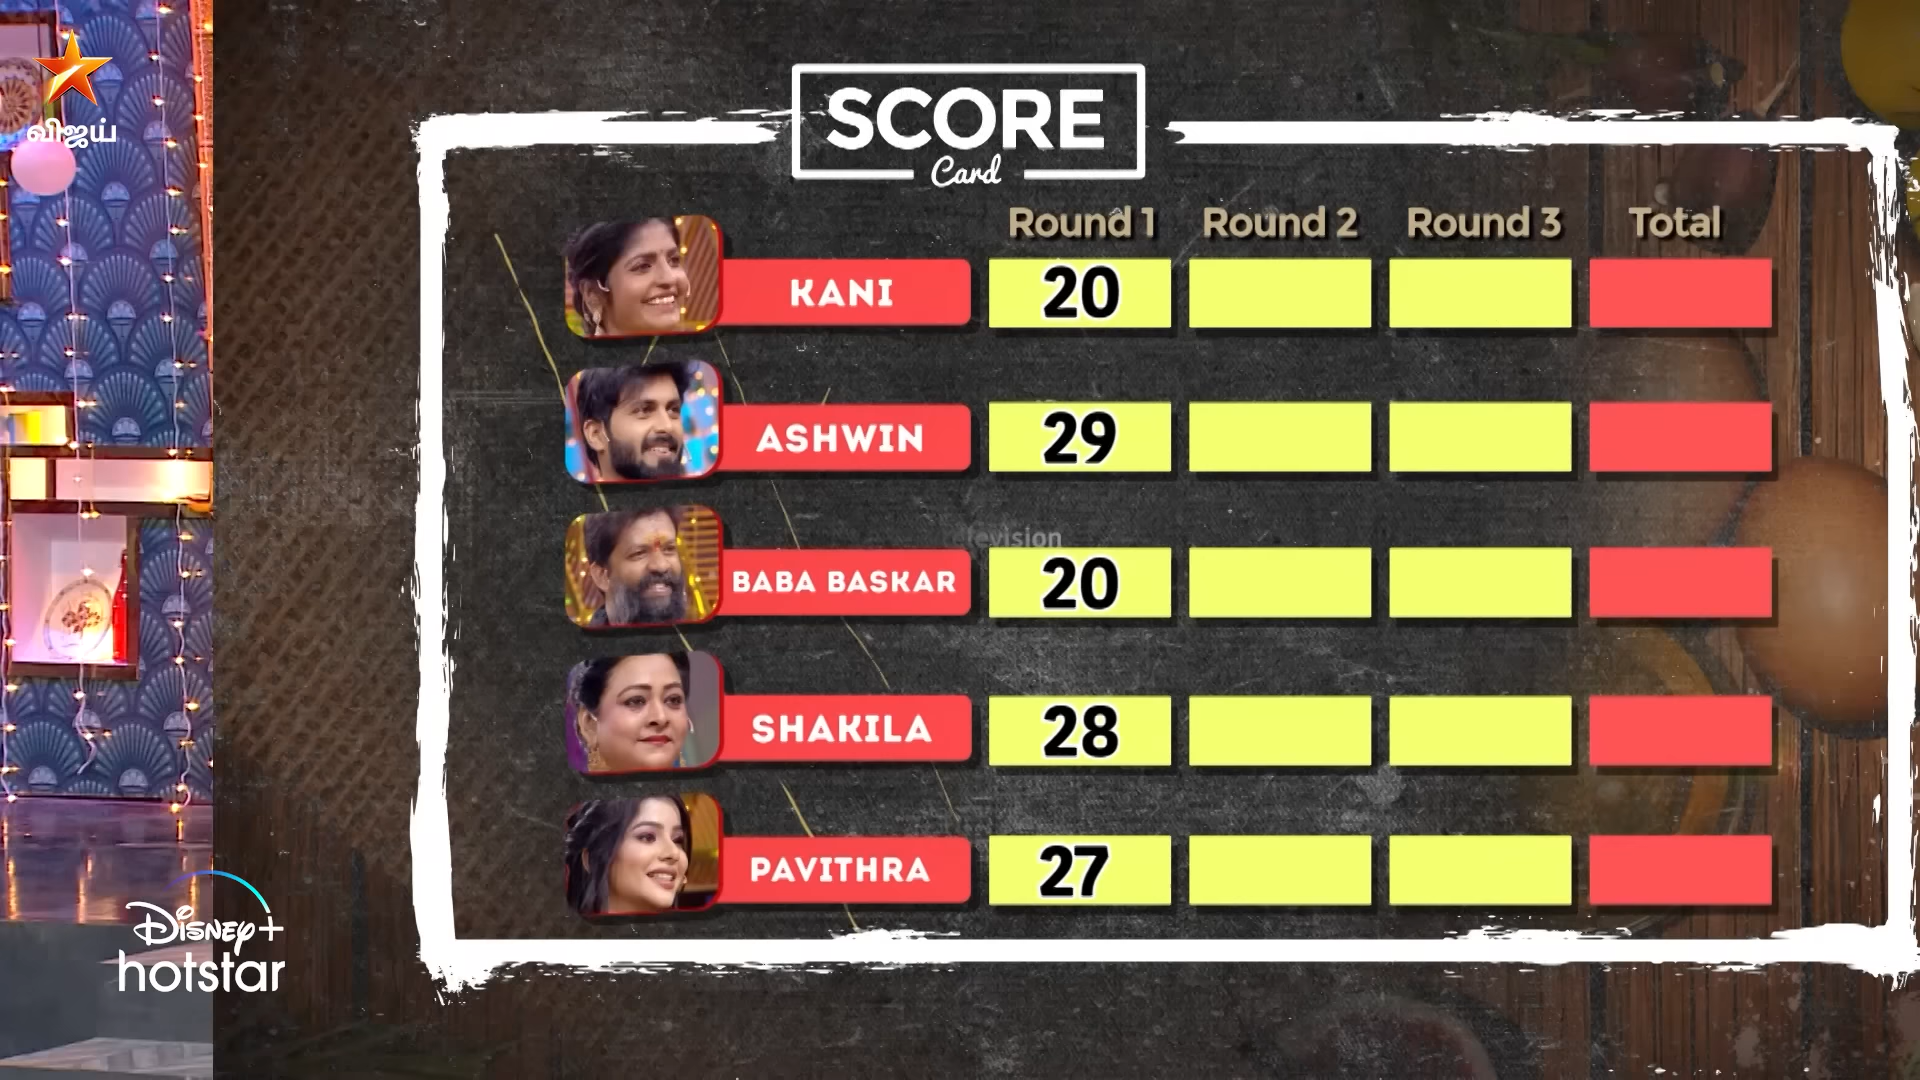 விஜய்
SCORE
Card
Round 1 Round 2 Round 3 Total
KANI 20
ASHWIN 29
television
BABA BASKAR 20
SHAKILA 28
PAVITHRA 27
Disney+
hotstar